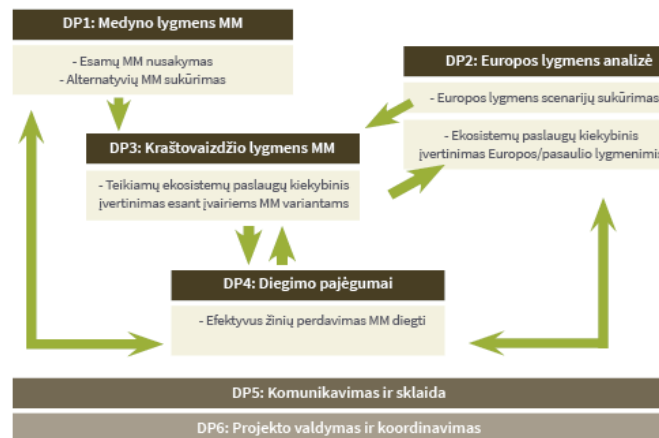 DP1: Medyno lygmens MM
- Esamų MM nusakymas
- Alternatyvių MM sukūrimas
DP2: Europos lygmens analizė
- Europos lygmens scenarijų sukūrimas
- Ekosistemų paslaugų kiekybinis
įvertinimas Europos/pasaulio lygmenimis
DP3: Kraštovaizdžio lygmens MM
- Teikiamų ekosistemų paslaugų kiekybinis
įvertinimas esant įvairiems MM variantams
DP4: Diegimo pajėgumai
- Efektyvus žinių perdavimas MM diegti
DP5: Komunikavimas ir sklaida
DP6: Projekto valdymas ir koordinavimas